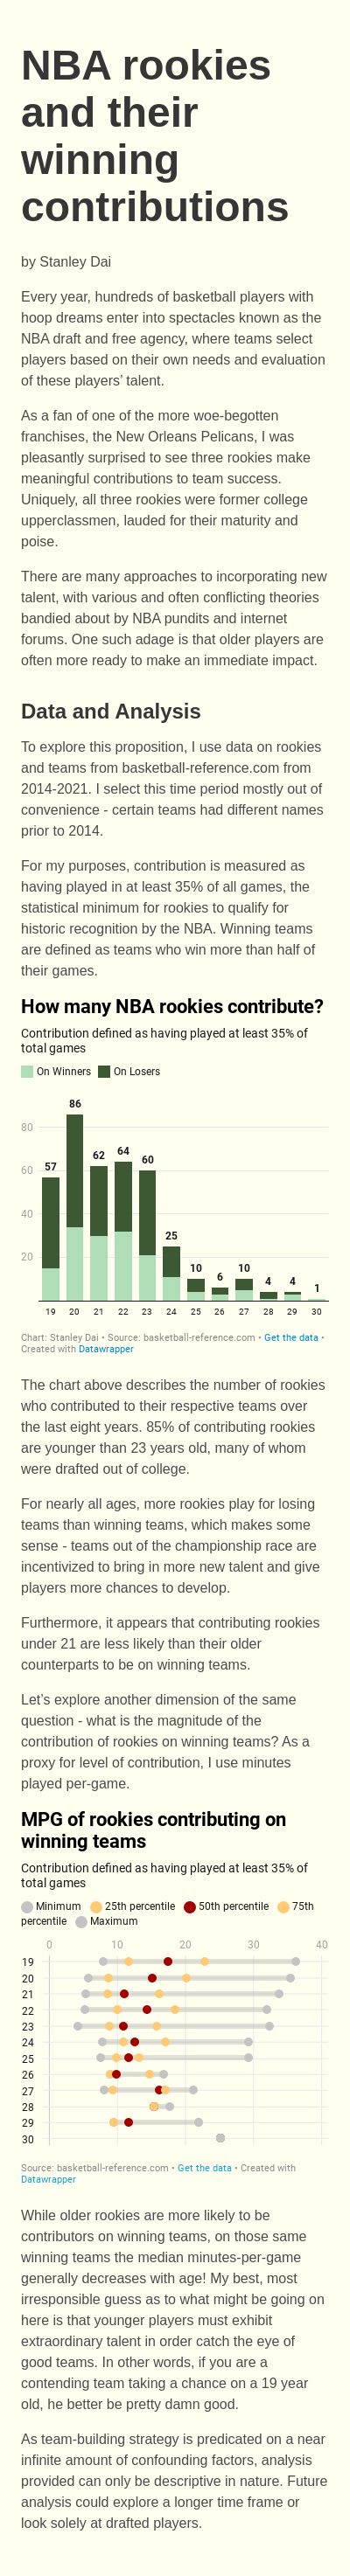 NBA rookies
and their
winning
contributions
by Stanley Dai
Every year, hundreds of basketball players with
hoop dreams enter into spectacles known as the
NBA draft and free agency, where teams select
players based on their own needs and evaluation
of these players’ talent.
As a fan of one of the more woe-begotten
franchises, the New Orleans Pelicans, I was
pleasantly surprised to see three rookies make
meaningful contributions to team success.
Uniquely, all three rookies were former college
upperclassmen, lauded for their maturity and
poise.
There are many approaches to incorporating new
talent, with various and often conflicting theories
bandied about by NBA pundits and internet
forums. One such adage is that older players are
often more ready to make an immediate impact.
Data and Analysis
To explore this proposition, I use data on rookies
and teams from basketball-reference.com from
2014-2021. I select this time period mostly out of
convenience - certain teams had different names
prior to 2014.
For my purposes, contribution is measured as
having played in at least 35% of all games, the
statistical minimum for rookies to qualify for
historic recognition by the NBA. Winning teams
are defined as teams who win more than half of
their games.
How many NBA rookies contribute?
Contribution defined as having played at least 35% of
total games
On Winners On Losers
86
80
62 64 60
57
60
40
25
20
10 6 10 4 4 1
19 20 21 22 23 24 25 26 27 28 29 30
Chart: Stanley Dai • Source: basketball-reference.com • Get the data •
Created with Datawrapper
The chart above describes the number of rookies
who contributed to their respective teams over
the last eight years. 85% of contributing rookies
are younger than 23 years old, many of whom
were drafted out of college.
For nearly all ages, more rookies play for losing
teams than winning teams, which makes some
sense - teams out of the championship race are
incentivized to bring in more new talent and give
players more chances to develop.
Furthermore, it appears that contributing rookies
under 21 are less likely than their older
counterparts to be on winning teams.
Let’s explore another dimension of the same
question - what is the magnitude of the
contribution of rookies on winning teams? As a
proxy for level of contribution, I use minutes
played per-game.
MPG of rookies contributing on
winning teams
Contribution defined as having played at least 35% of
total games
Minimum 25th percentile 50th percentile 75th
percentile Maximum
0 10 20 30 40
19
20
21
22
23
24
25
26
27
28
29
30
Source: basketball-reference.com • Get the data • Created with
Datawrapper
While older rookies are more likely to be
contributors on winning teams, on those same
winning teams the median minutes-per-game
generally decreases with age! My best, most
irresponsible guess as to what might be going on
here is that younger players must exhibit
extraordinary talent in order catch the eye of
good teams. In other words, if you are a
contending team taking a chance on a 19 year
old, he better be pretty damn good.
As team-building strategy is predicated on a near
infinite amount of confounding factors, analysis
provided can only be descriptive in nature. Future
analysis could explore a longer time frame or
look solely at drafted players.